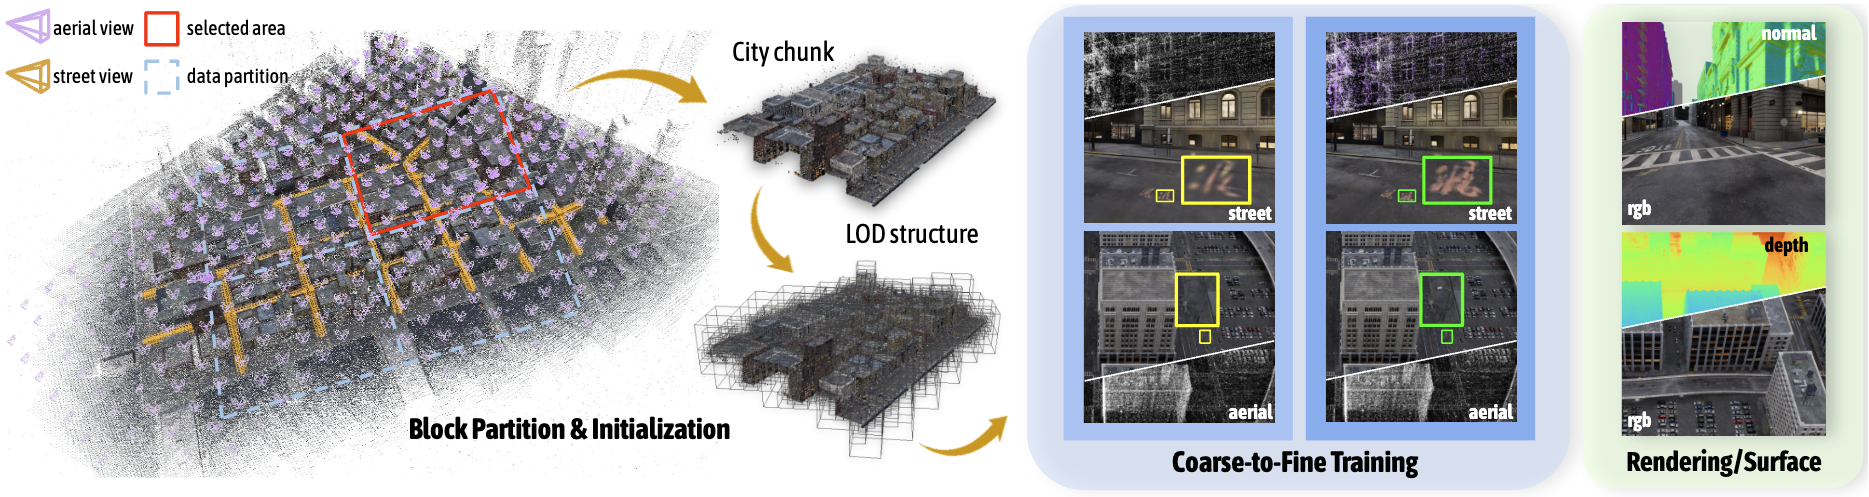 aerial view
selected area
street view
data partition
City chunk
LOD structure
Block Partition & Initialization
street
street
aerial
aerial
Coarse-to-Fine Training
normal
rgb
depth
rgb
Rendering/Surface